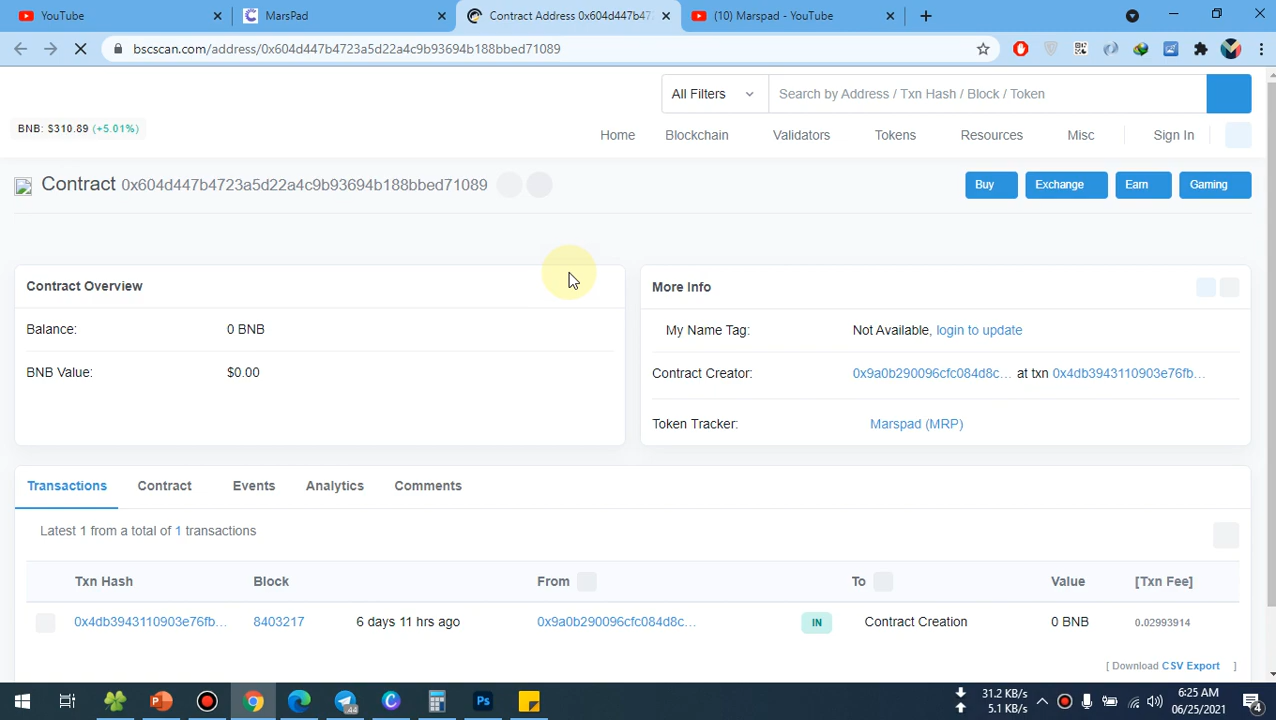 YouTube
MarsPad
Contract Address 0x604d447b47
(10) Marspad - YouTube
bscscan.com/address/0x604d447b4723a5d22a4c9b93694b188bbed71089
All Filters
Search by Address / Txn Hash / Block / Token
BNB: $310.89 (+5.01%)
Home Blockchain Validators Tokens Resources Misc Sign In
Contract 0x604d447b4723a5d22a4c9b93694b188bbed71089
Buy Exchange Earn Gaming
Contract Overview
Balance: 0 BNB
BNB Value: $0.00
More Info
My Name Tag: Not Available, login to update
Contract Creator: 0x9a0b290096cfc084d8c... at txn 0x4db3943110903e76fb...
Token Tracker: Marspad (MRP)
Transactions Contract Events Analytics Comments
Latest 1 from a total of 1 transactions
Txn Hash Block From To Value [Txn Fee]
0x4db3943110903e76fb... 8403217 6 days 11 hrs ago 0x9a0b290096cfc084d8c... IN Contract Creation 0 BNB 0.02993914
[ Download CSV Export ]
44
31.2 KB/s
5.1 KB/s
6:25 AM
06/25/2021
4